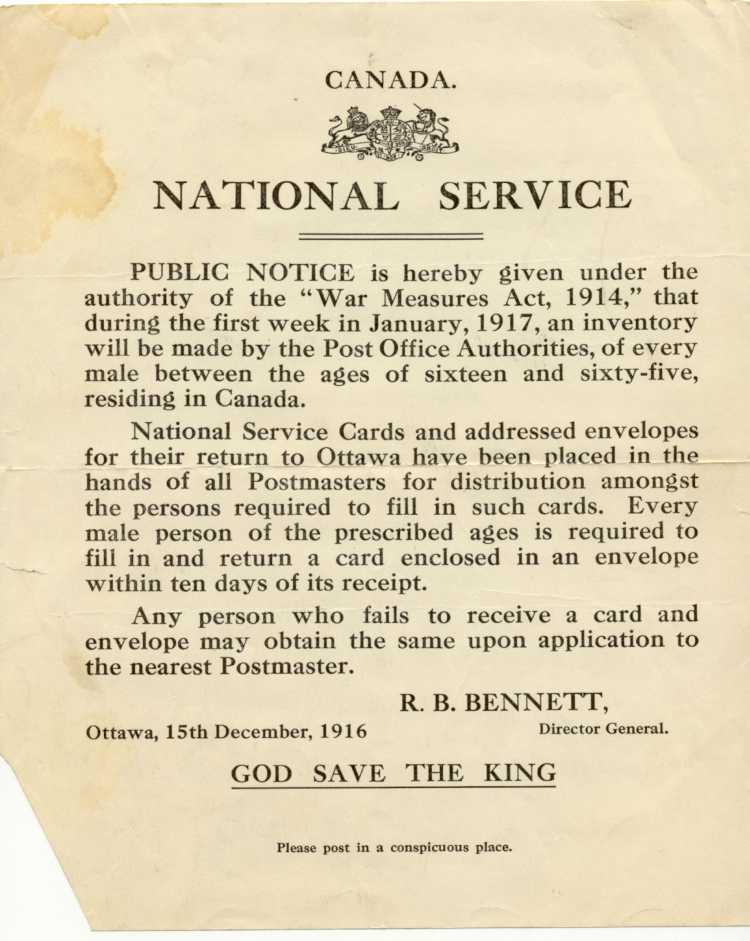 CANADA.
NATIONAL SERVICE
PUBLIC NOTICE is hereby given under the
authority of the “War Measures Act, 1914,” that
during the first week in January, 1917, an inventory
will be made by the Post Office Authorities, of every
male between the ages of sixteen and sixty-five,
residing in Canada.
National Service Cards and addressed envelopes
for their return to Ottawa have been placed in the
hands of all Postmasters for distribution amongst
the persons required to fill in such cards. Every
male person of the prescribed ages is required to
fill in and return a card enclosed in an envelope
within ten days of its receipt.
Any person who fails to receive a card and
envelope may obtain the same upon application to
the nearest Postmaster.
R. B. BENNETT,
Ottawa, 15th December, 1916 Director General.
GOD SAVE THE KING
Please post in a conspicuous place.